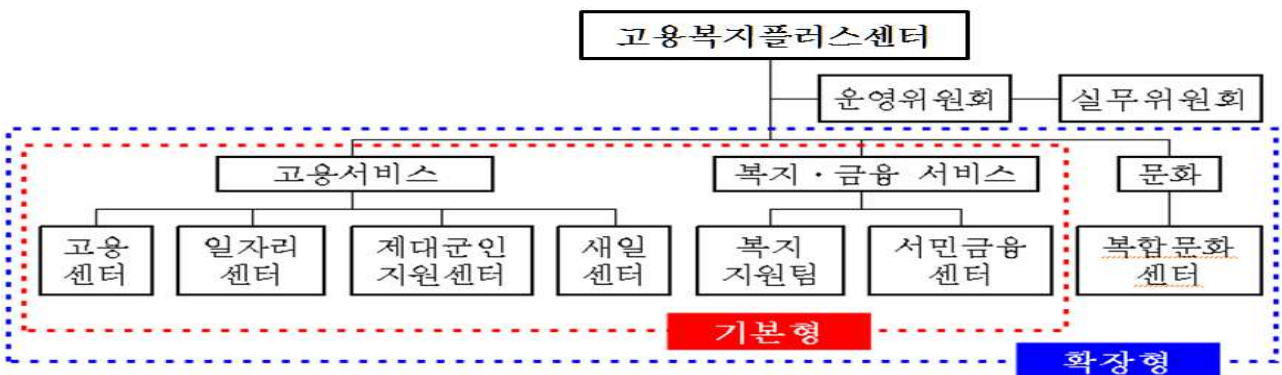 고용복지플러스센터
운영위원회
실무위원회
고용서비스
복지·금융 서비스
문화
고용
센터
일자리
센터
제대군인
지원센터
새일
센터
복지
지원팀
서민금융
센터
복합문화
센터
기본형
확장형